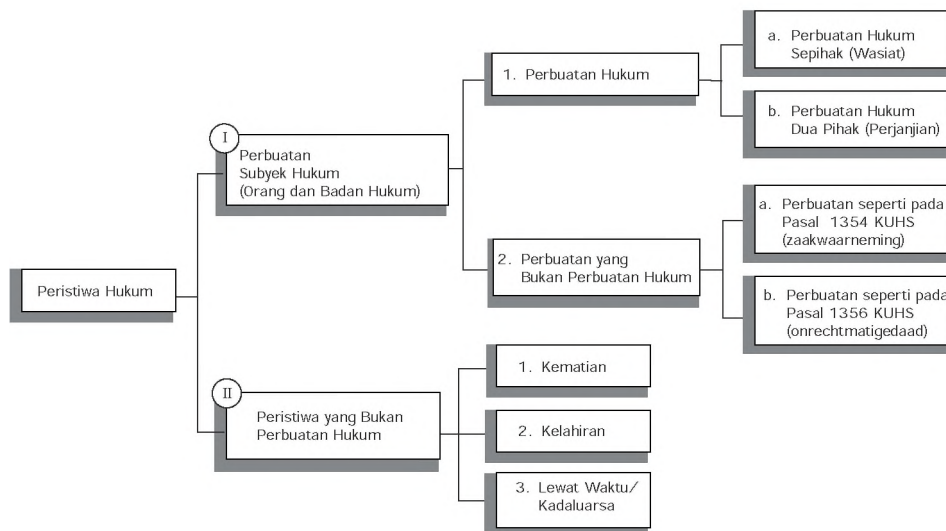 Peristiwa Hukum
I
Perbuatan
Subyek Hukum
(Orang dan Badan Hukum)
1. Perbuatan Hukum
a. Perbuatan Hukum
Sepihak (Wasiat)
b. Perbuatan Hukum
Dua Pihak (Perjanjian)
2. Perbuatan yang
Bukan Perbuatan Hukum
a. Perbuatan seperti pada
Pasal 1354 KUHS
(zaakwaarneming)
b. Perbuatan seperti pada
Pasal 1356 KUHS
(onrechtmatigedaad)
II
Peristiwa yang Bukan
Perbuatan Hukum
1. Kematian
2. Kelahiran
3. Lewat Waktu/
Kadaluarsa